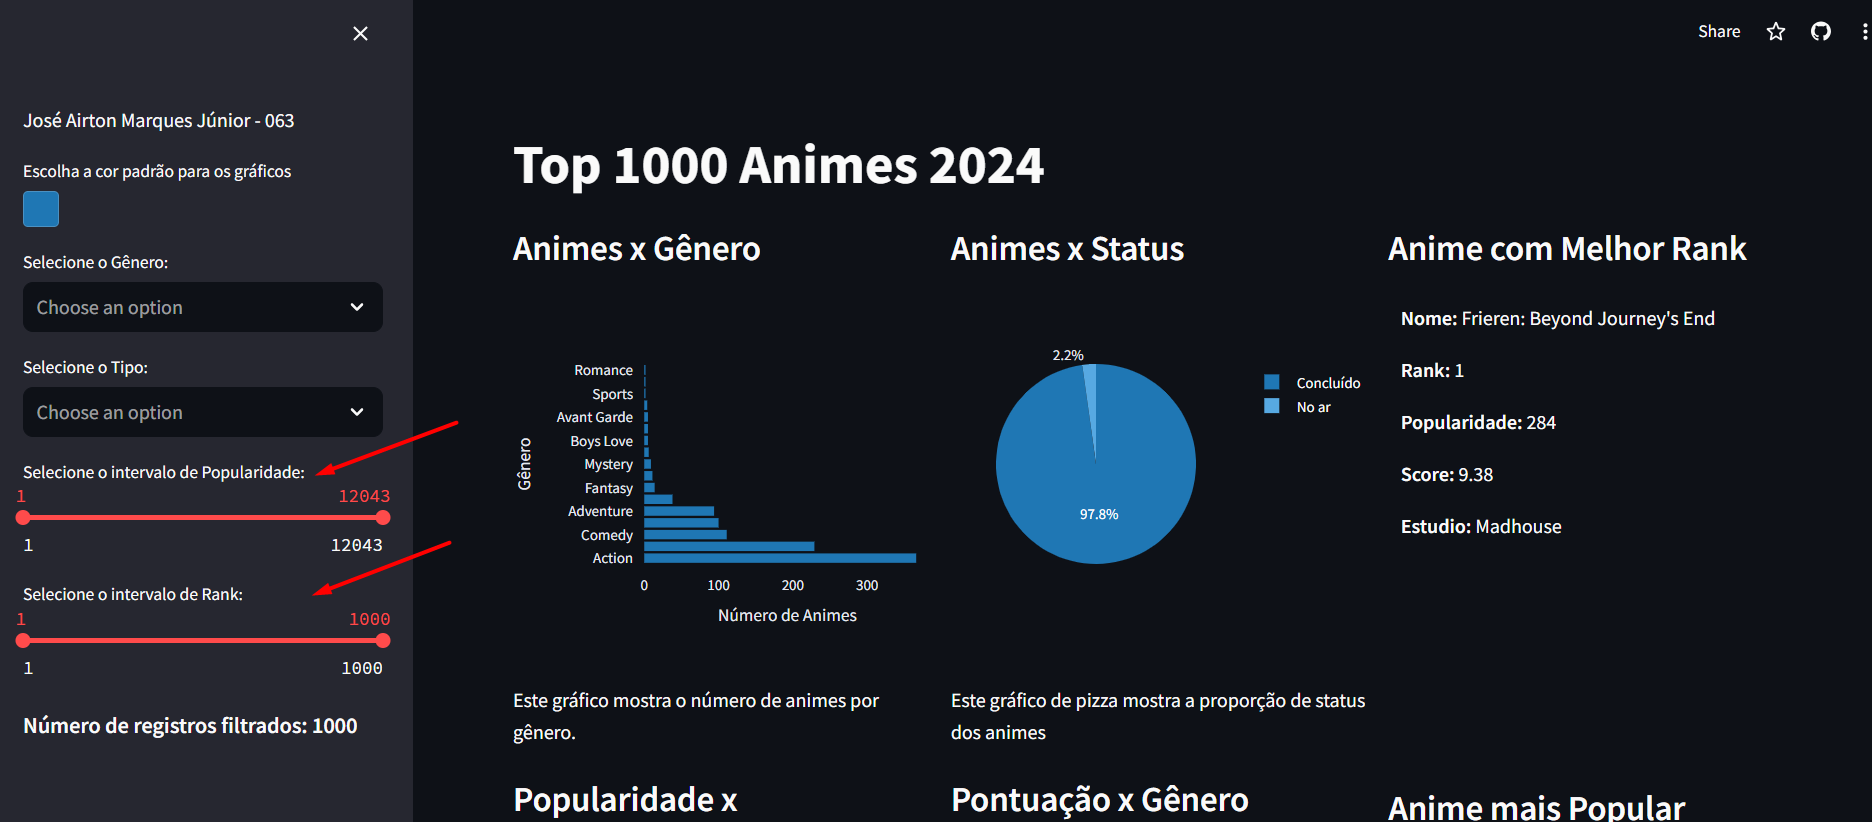 Share
José Airton Marques Júnior - 063
Escolha a cor padrão para os gráficos
Selecione o Gênero:
Choose an option
Selecione o Tipo:
Choose an option
Selecione o intervalo de Popularidade:
1 12043
1 12043
Selecione o intervalo de Rank:
1 1000
1 1000
Número de registros filtrados: 1000
Top 1000 Animes 2024
Animes x Gênero
Gênero
Romance
Sports
Avant Garde
Boys Love
Mystery
Fantasy
Adventure
Comedy
Action
0 100 200 300
Número de Animes
Este gráfico mostra o número de animes por
gênero.
Animes x Status
2.2%
97.8%
Concluído
No ar
Este gráfico de pizza mostra a proporção de status
dos animes
Anime com Melhor Rank
Nome: Frieren: Beyond Journey's End
Rank: 1
Popularidade: 284
Score: 9.38
Estudio: Madhouse
Popularidade x
Pontuação x Gênero
Anime mais Popular